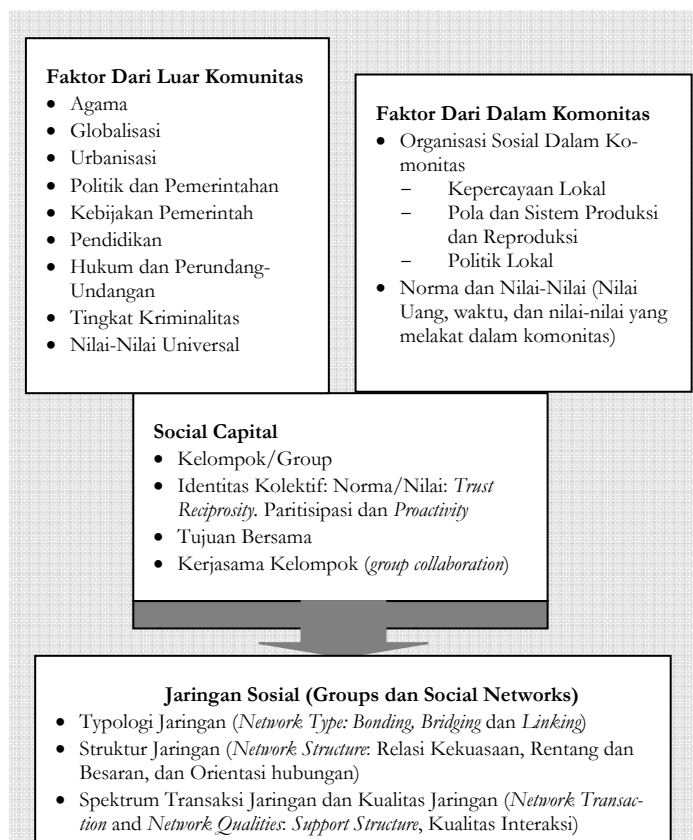 Faktor Dari Luar Komunitas
• Agama
• Globalisasi
• Urbanisasi
• Politik dan Pemerintahan
• Kebijakan Pemerintah
• Pendidikan
• Hukum dan Perundang-
Undangan
• Tingkat Kriminalitas
• Nilai-Nilai Universal
Faktor Dari Dalam Komonitas
• Organisasi Sosial Dalam Ko-
monitas
– Kepercayaan Lokal
– Pola dan Sistem Produksi
dan Reproduksi
– Politik Lokal
• Norma dan Nilai-Nilai (Nilai
Uang, waktu, dan nilai-nilai yang
melakat dalam komonitas)
Social Capital
• Kelompok/Group
• Identitas Kolektif: Norma/Nilai: Trust
Reciprosity. Paritisipasi dan Proactivity
• Tujuan Bersama
• Kerjasama Kelompok (group collaboration)
Jaringan Sosial (Groups dan Social Networks)
• Typologi Jaringan (Network Type: Bonding, Bridging dan Linking)
• Struktur Jaringan (Network Structure: Relasi Kekuasaan, Rentang dan
Besaran, dan Orientasi hubungan)
• Spektrum Transaksi Jaringan dan Kualitas Jaringan (Network Transac-
tion and Network Qualities: Support Structure, Kualitas Interaksi)